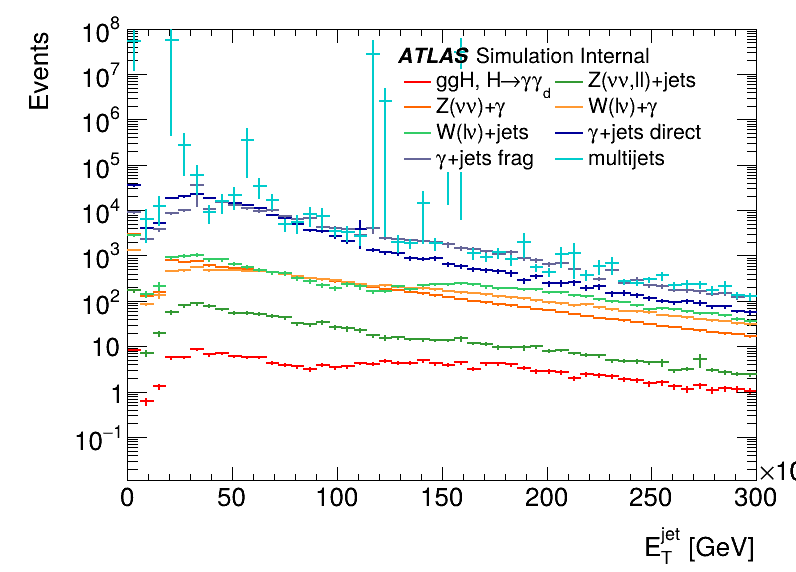 Events
10^8
10^7
10^6
10^5
10^4
10^3
10^2
10
1
10^−1
ATLAS Simulation Internal
ggH, H→γγ_d
Z(νν,ll)+jets
Z(νν)+γ
W(lν)+γ
W(lν)+jets
γ+jets direct
γ+jets frag
multijets
0 50 100 150 200 250 300
×10
E_T^jet [GeV]